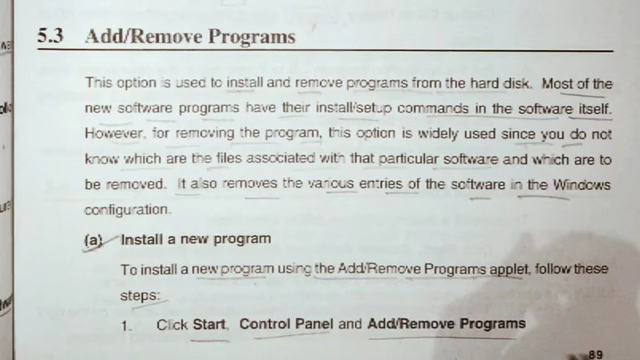 5.3 Add/Remove Programs
This option is used to install and remove programs from the hard disk. Most of the
new software programs have their install/setup commands in the software itself.
However, for removing the program, this option is widely used since you do not
know which are the files associated with that particular software and which are to
be removed. It also removes the various entries of the software in the Windows
configuration.
(a) Install a new program
To install a new program using the Add/Remove Programs applet, follow these
steps:
1. Click Start, Control Panel and Add/Remove Programs
89